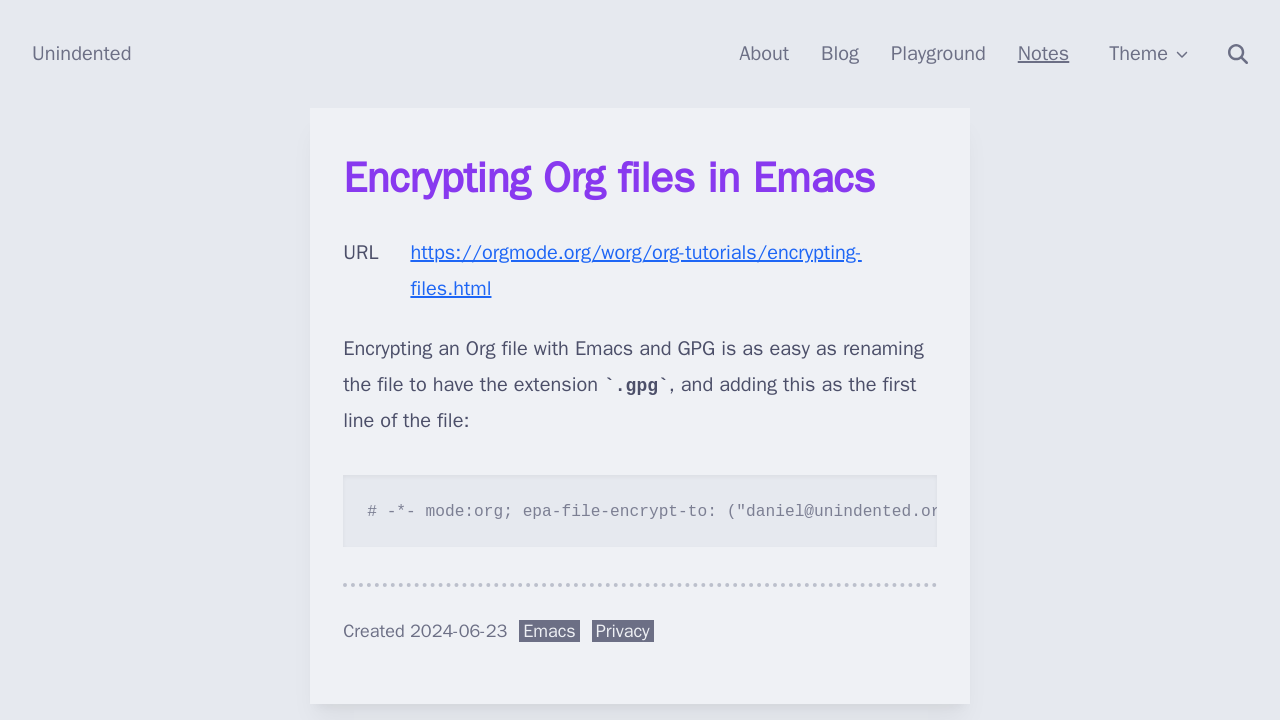 Unindented
About Blog Playground Notes Theme
Encrypting Org files in Emacs
URL https://orgmode.org/worg/org-tutorials/encrypting-
files.html
Encrypting an Org file with Emacs and GPG is as easy as renaming
the file to have the extension `.gpg`, and adding this as the first
line of the file:
# -*- mode:org; epa-file-encrypt-to: ("daniel@unindented.or
Created 2024-06-23 Emacs Privacy